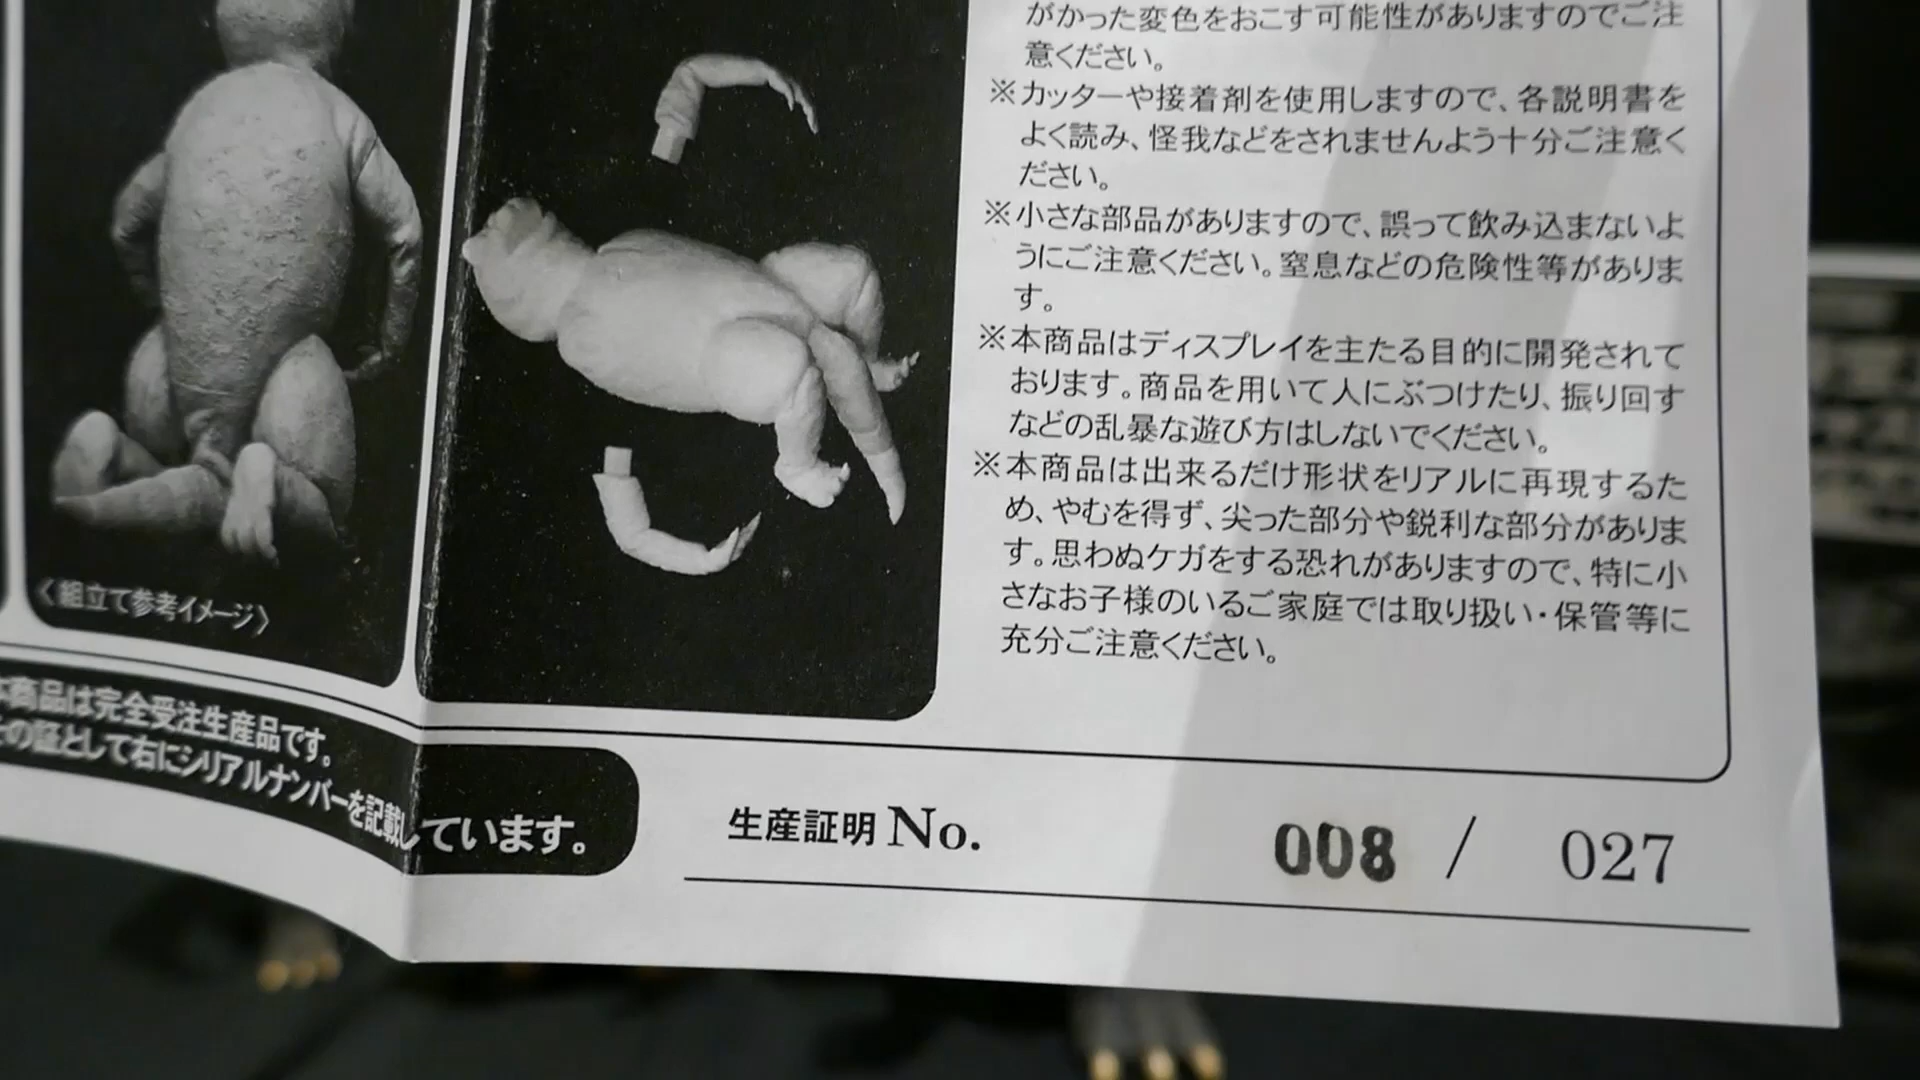 がかった変色をおこす可能性がありますのでご注
意ください。
※カッターや接着剤を使用しますので、各説明書を
よく読み、怪我などをされませんよう十分ご注意く
ださい。
※小さな部品がありますので、誤って飲み込まないよ
うにご注意ください。窒息などの危険性等がありま
す。
※本商品はディスプレイを主たる目的に開発されて
おります。商品を用いて人にぶつけたり、振り回す
などの乱暴な遊び方はしないでください。
※本商品は出来るだけ形状をリアルに再現するた
め、やむを得ず、尖った部分や鋭利な部分がありま
す。思わぬケガをする恐れがありますので、特に小
さなお子様のいるご家庭では取り扱い・保管等に
充分ご注意ください。
〈組立て参考イメージ〉
本商品は完全受注生産品です。
その証として右にシリアルナンバーを記載しています。
生産証明 No. 008 / 027